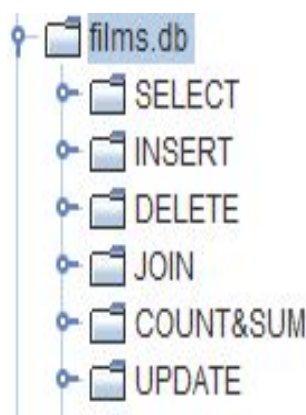 films.db
SELECT
INSERT
DELETE
JOIN
COUNT&SUM
UPDATE